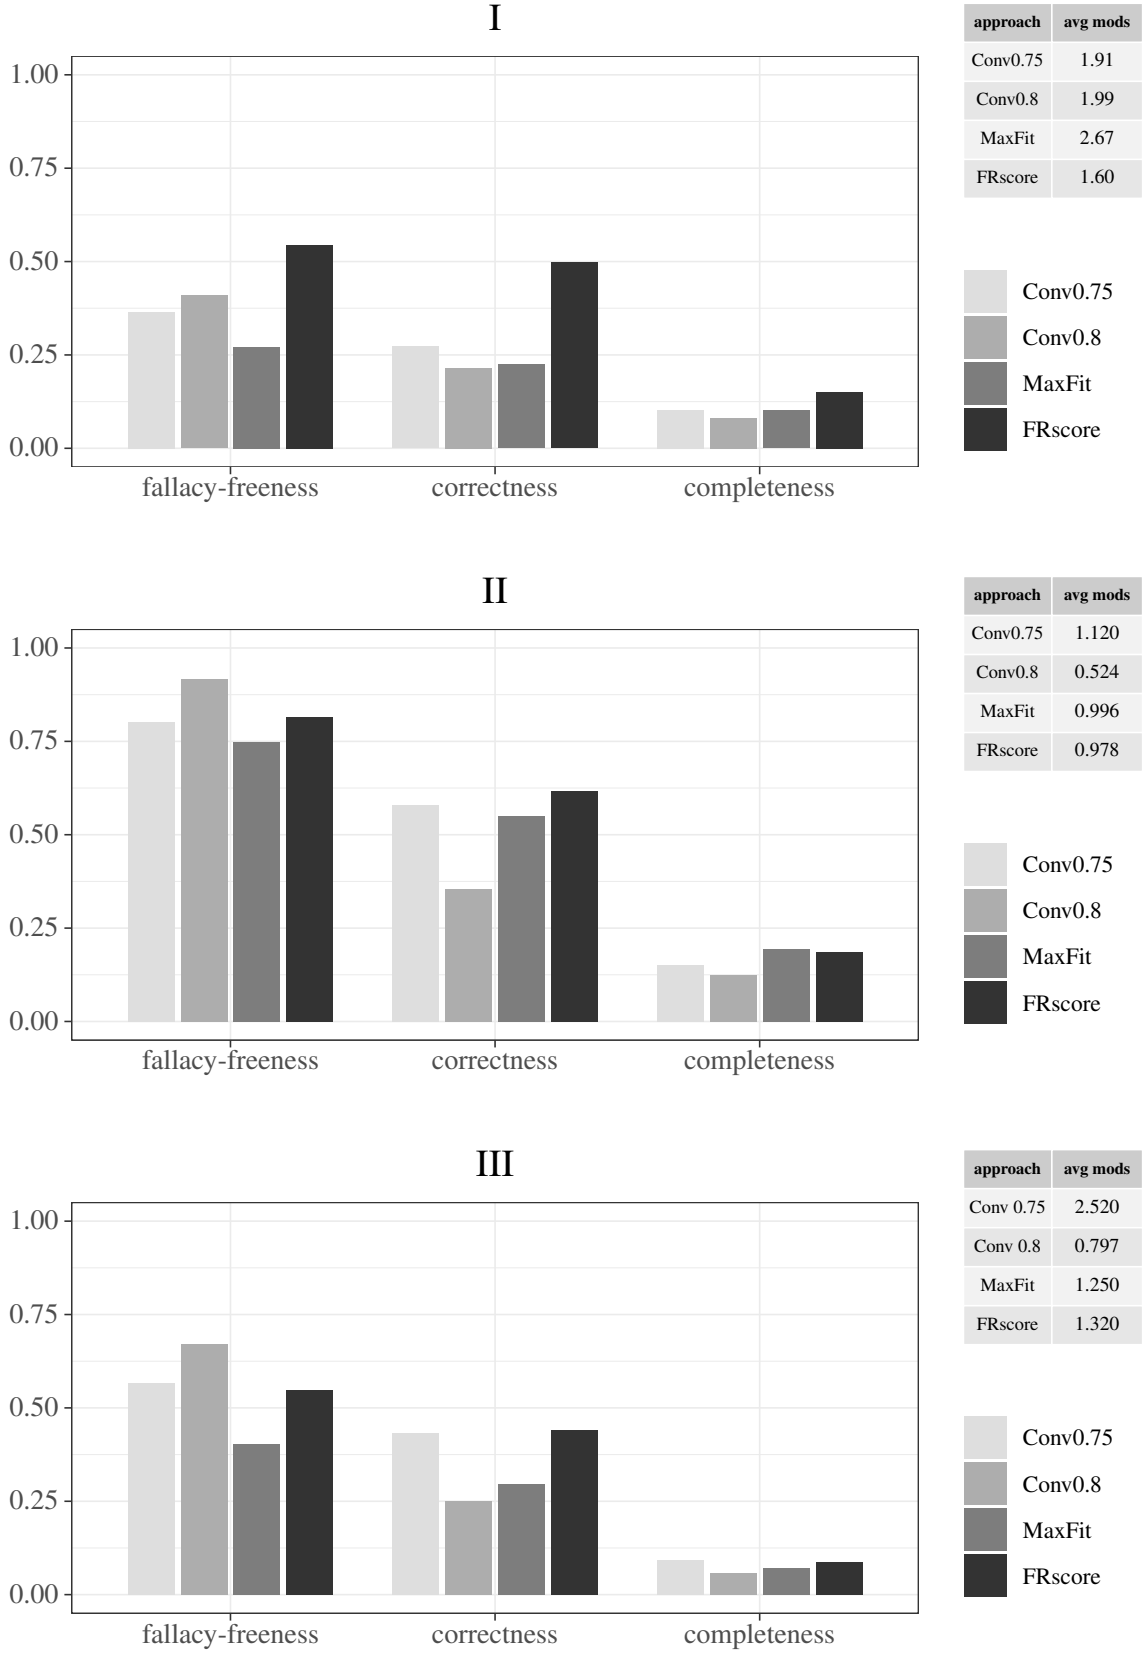 I
approach avg mods
Conv0.75 1.91
Conv0.8 1.99
MaxFit 2.67
FRscore 1.60
1.00
0.75
0.50
0.25
0.00
fallacy-freeness correctness completeness
Conv0.75
Conv0.8
MaxFit
FRscore
II
approach avg mods
Conv0.75 1.120
Conv0.8 0.524
MaxFit 0.996
FRscore 0.978
1.00
0.75
0.50
0.25
0.00
fallacy-freeness correctness completeness
Conv0.75
Conv0.8
MaxFit
FRscore
III
approach avg mods
Conv 0.75 2.520
Conv 0.8 0.797
MaxFit 1.250
FRscore 1.320
1.00
0.75
0.50
0.25
0.00
fallacy-freeness correctness completeness
Conv0.75
Conv0.8
MaxFit
FRscore